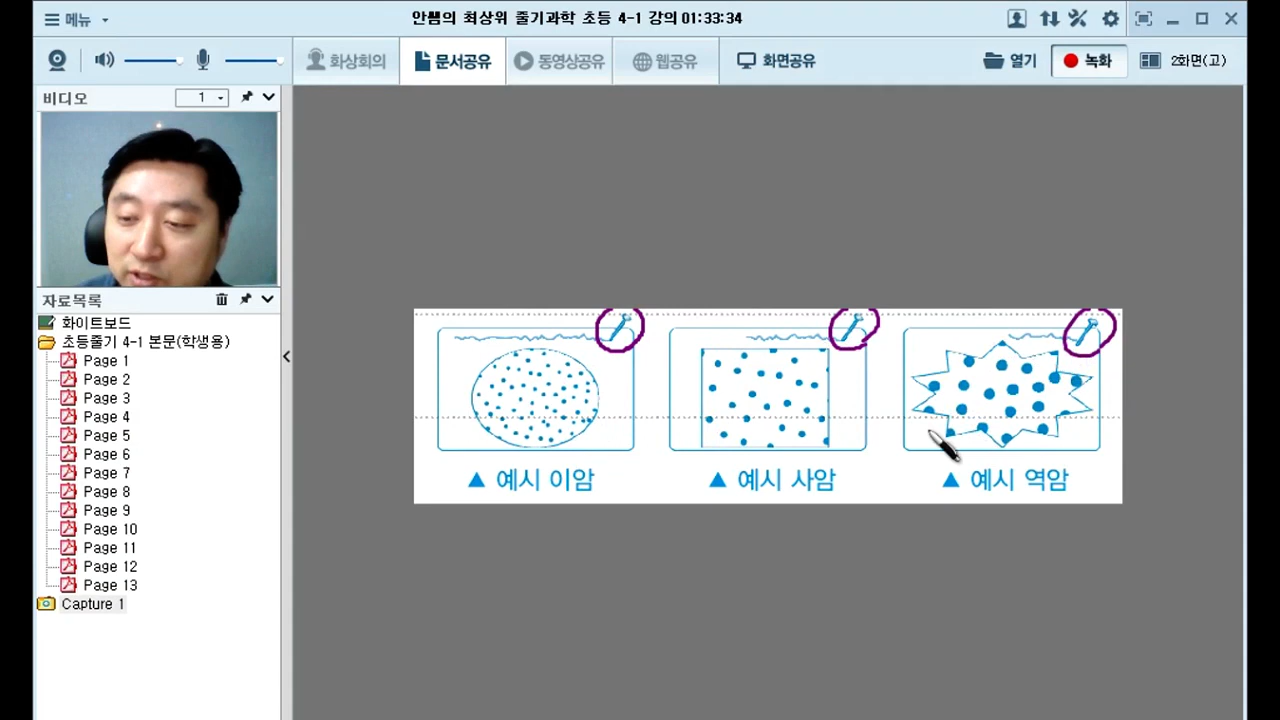 메뉴
안쌤의 최상위 줄기과학 초등 4-1 강의 01:33:34
화상회의
문서공유
동영상공유
웹공유
화면공유
열기
녹화
2화면(고)
비디오
1
자료목록
화이트보드
초등줄기 4-1 본문(학생용)
Page 1
Page 2
Page 3
Page 4
Page 5
Page 6
Page 7
Page 8
Page 9
Page 10
Page 11
Page 12
Page 13
Capture 1
▲ 예시 이암
▲ 예시 사암
▲ 예시 역암